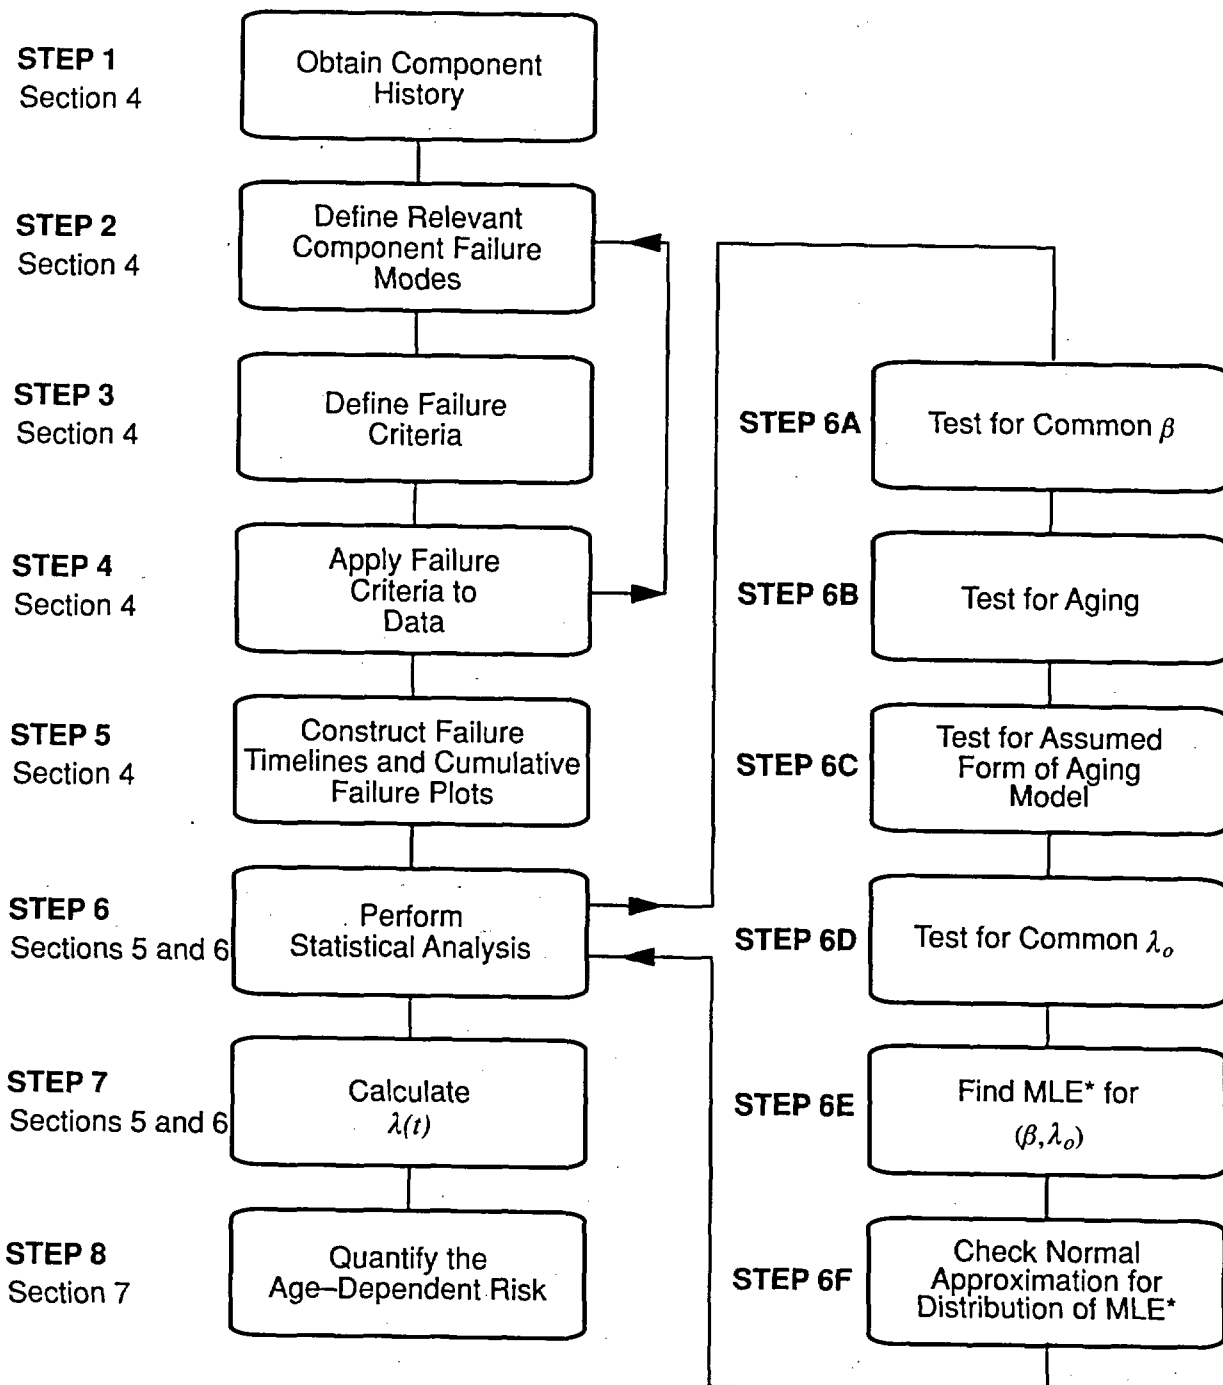 STEP 1
Section 4
Obtain Component
History
STEP 2
Section 4
Define Relevant
Component Failure
Modes
STEP 3
Section 4
Define Failure
Criteria
STEP 4
Section 4
Apply Failure
Criteria to
Data
STEP 5
Section 4
Construct Failure
Timelines and Cumulative
Failure Plots
STEP 6
Sections 5 and 6
Perform
Statistical Analysis
STEP 7
Sections 5 and 6
Calculate
λ(t)
STEP 8
Section 7
Quantify the
Age–Dependent Risk
STEP 6A
Test for Common β
STEP 6B
Test for Aging
STEP 6C
Test for Assumed
Form of Aging
Model
STEP 6D
Test for Common λₒ
STEP 6E
Find MLE* for
(β,λₒ)
STEP 6F
Check Normal
Approximation for
Distribution of MLE*